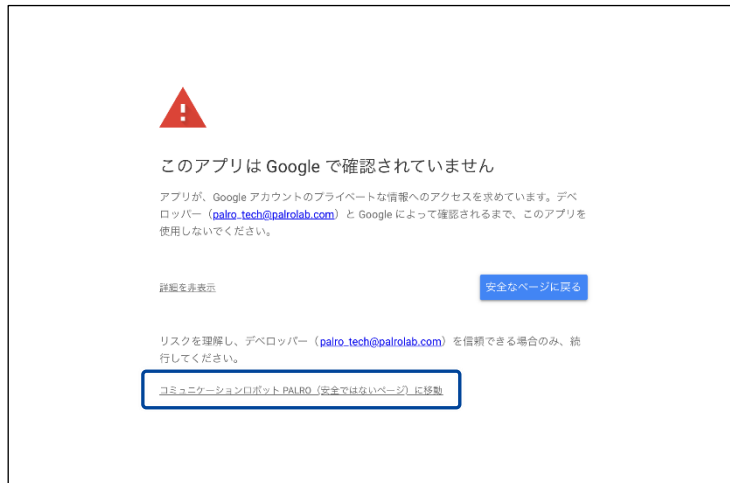 このアプリは Google で確認されていません
アプリが、Google アカウントのプライベートな情報へのアクセスを求めています。デベ
ロッパー（palro_tech@palrolab.com）と Google によって確認されるまで、このアプリを
使用しないでください。
詳細を非表示
安全なページに戻る
リスクを理解し、デベロッパー（palro_tech@palrolab.com）を信頼できる場合のみ、続
行してください。
コミュニケーションロボット PALRO（安全ではないページ）に移動